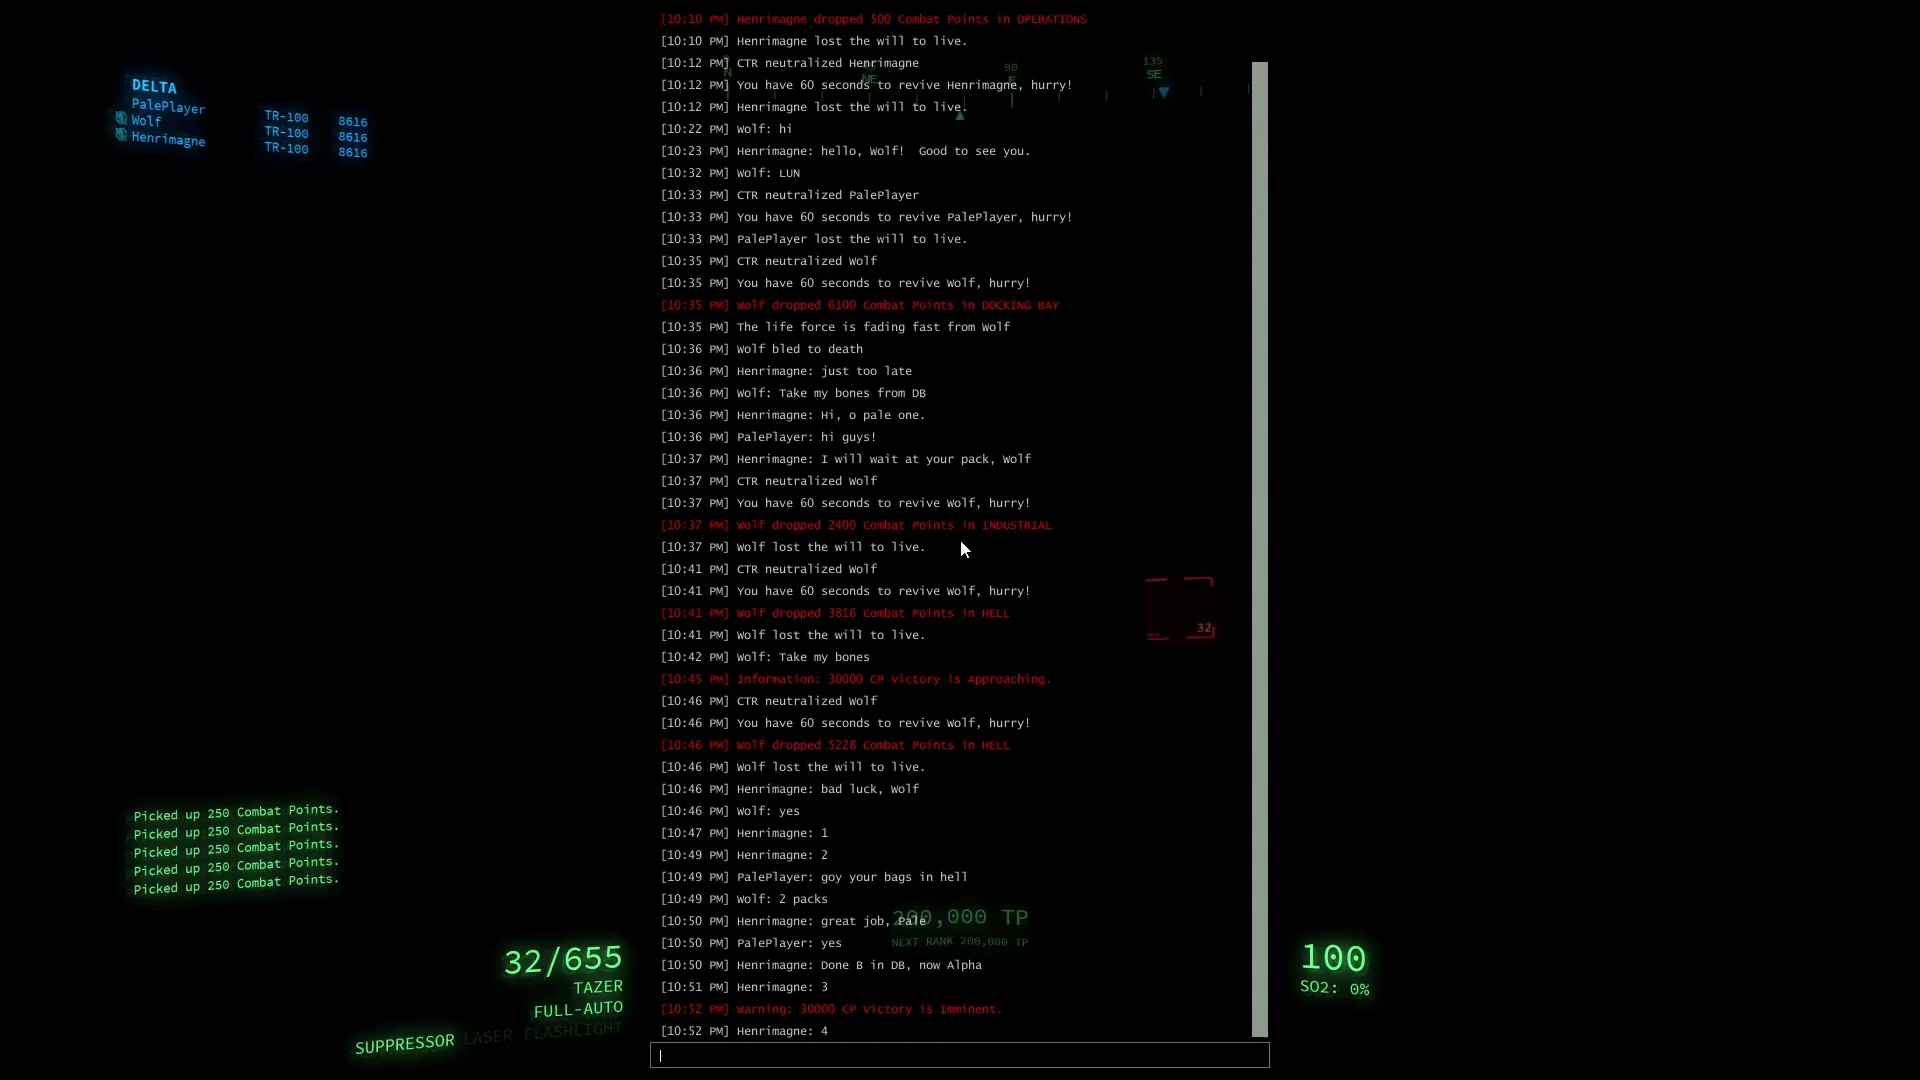 [10:10 PM] Henrimagne dropped 500 Combat Points in OPERATIONS
[10:10 PM] Henrimagne lost the will to live.
[10:12 PM] CTR neutralized Henrimagne
[10:12 PM] You have 60 seconds to revive Henrimagne, hurry!
[10:12 PM] Henrimagne lost the will to live.
[10:22 PM] Wolf: hi
[10:23 PM] Henrimagne: hello, Wolf!  Good to see you.
[10:32 PM] Wolf: LUN
[10:33 PM] CTR neutralized PalePlayer
[10:33 PM] You have 60 seconds to revive PalePlayer, hurry!
[10:33 PM] PalePlayer lost the will to live.
[10:35 PM] CTR neutralized Wolf
[10:35 PM] You have 60 seconds to revive Wolf, hurry!
[10:35 PM] Wolf dropped 6100 Combat Points in DOCKING BAY
[10:35 PM] The life force is fading fast from Wolf
[10:36 PM] Wolf bled to death
[10:36 PM] Henrimagne: just too late
[10:36 PM] Wolf: Take my bones from DB
[10:36 PM] Henrimagne: Hi, o pale one.
[10:36 PM] PalePlayer: hi guys!
[10:37 PM] Henrimagne: I will wait at your pack, Wolf
[10:37 PM] CTR neutralized Wolf
[10:37 PM] You have 60 seconds to revive Wolf, hurry!
[10:37 PM] Wolf dropped 2400 Combat Points in INDUSTRIAL
[10:37 PM] Wolf lost the will to live.
[10:41 PM] CTR neutralized Wolf
[10:41 PM] You have 60 seconds to revive Wolf, hurry!
[10:41 PM] Wolf dropped 3816 Combat Points in HELL
[10:41 PM] Wolf lost the will to live.
[10:42 PM] Wolf: Take my bones
[10:45 PM] Information: 30000 CP Victory is Approaching.
[10:46 PM] CTR neutralized Wolf
[10:46 PM] You have 60 seconds to revive Wolf, hurry!
[10:46 PM] Wolf dropped 5228 Combat Points in HELL
[10:46 PM] Wolf lost the will to live.
[10:46 PM] Henrimagne: bad luck, Wolf
[10:46 PM] Wolf: yes
[10:47 PM] Henrimagne: 1
[10:49 PM] Henrimagne: 2
[10:49 PM] PalePlayer: goy your bags in hell
[10:49 PM] Wolf: 2 packs
[10:50 PM] Henrimagne: great job, Pale
[10:50 PM] PalePlayer: yes
[10:50 PM] Henrimagne: Done B in DB, now Alpha
[10:51 PM] Henrimagne: 3
[10:52 PM] Warning: 30000 CP Victory is Imminent.
[10:52 PM] Henrimagne: 4
DELTA
PalePlayer TR-100 8616
Wolf TR-100 8616
Henrimagne TR-100 8616
N
NE
90
E
135
SE
32
Picked up 250 Combat Points.
Picked up 250 Combat Points.
Picked up 250 Combat Points.
Picked up 250 Combat Points.
Picked up 250 Combat Points.
200,000 TP
NEXT RANK 200,000 TP
32/655
TAZER
FULL-AUTO
SUPPRESSOR LASER FLASHLIGHT
100
SO2: 0%